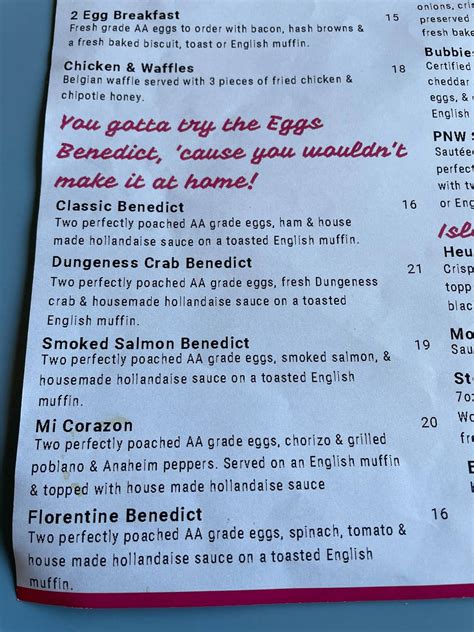 2 Egg Breakfast 15
Fresh grade AA eggs to order with bacon, hash browns &
a fresh baked biscuit, toast or English muffin.
Chicken & Waffles 18
Belgian waffle served with 3 pieces of fried chicken &
chipotle honey.
You gotta try the Eggs
Benedict, 'cause you wouldn't
make it at home!
Classic Benedict 16
Two perfectly poached AA grade eggs, ham & house
made hollandaise sauce on a toasted English muffin.
Dungeness Crab Benedict 21
Two perfectly poached AA grade eggs, fresh Dungeness
crab & housemade hollandaise sauce on a toasted
English muffin.
Smoked Salmon Benedict 19
Two perfectly poached AA grade eggs, smoked salmon, &
housemade hollandaise sauce on a toasted English
muffin.
Mi Corazon 20
Two perfectly poached AA grade eggs, chorizo & grilled
poblano & Anaheim peppers. Served on an English muffin
& topped with house made hollandaise sauce
Florentine Benedict 16
Two perfectly poached AA grade eggs, spinach, tomato &
house made hollandaise sauce on a toasted English
muffin.
onions, cris
preserved
fresh bake
Bubbie
Certified
cheddar
eggs, &
English
PNW S
Sautée
perfect
with tw
or Eng
Isl
Heu
Crisp
topp
blac
Mo
Sau
St
7oz
Wo
fre